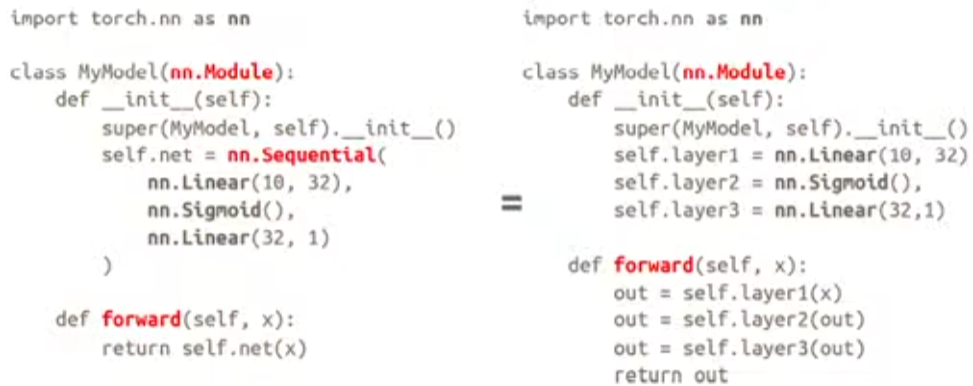 import torch.nn as nn
class MyModel(nn.Module):
    def __init__(self):
        super(MyModel, self).__init__()
        self.net = nn.Sequential(
            nn.Linear(10, 32),
            nn.Sigmoid(),
            nn.Linear(32, 1)
        )
    def forward(self, x):
        return self.net(x)
=
import torch.nn as nn
class MyModel(nn.Module):
    def __init__(self):
        super(MyModel, self).__init__()
        self.layer1 = nn.Linear(10, 32)
        self.layer2 = nn.Sigmoid(),
        self.layer3 = nn.Linear(32,1)
    def forward(self, x):
        out = self.layer1(x)
        out = self.layer2(out)
        out = self.layer3(out)
        return out